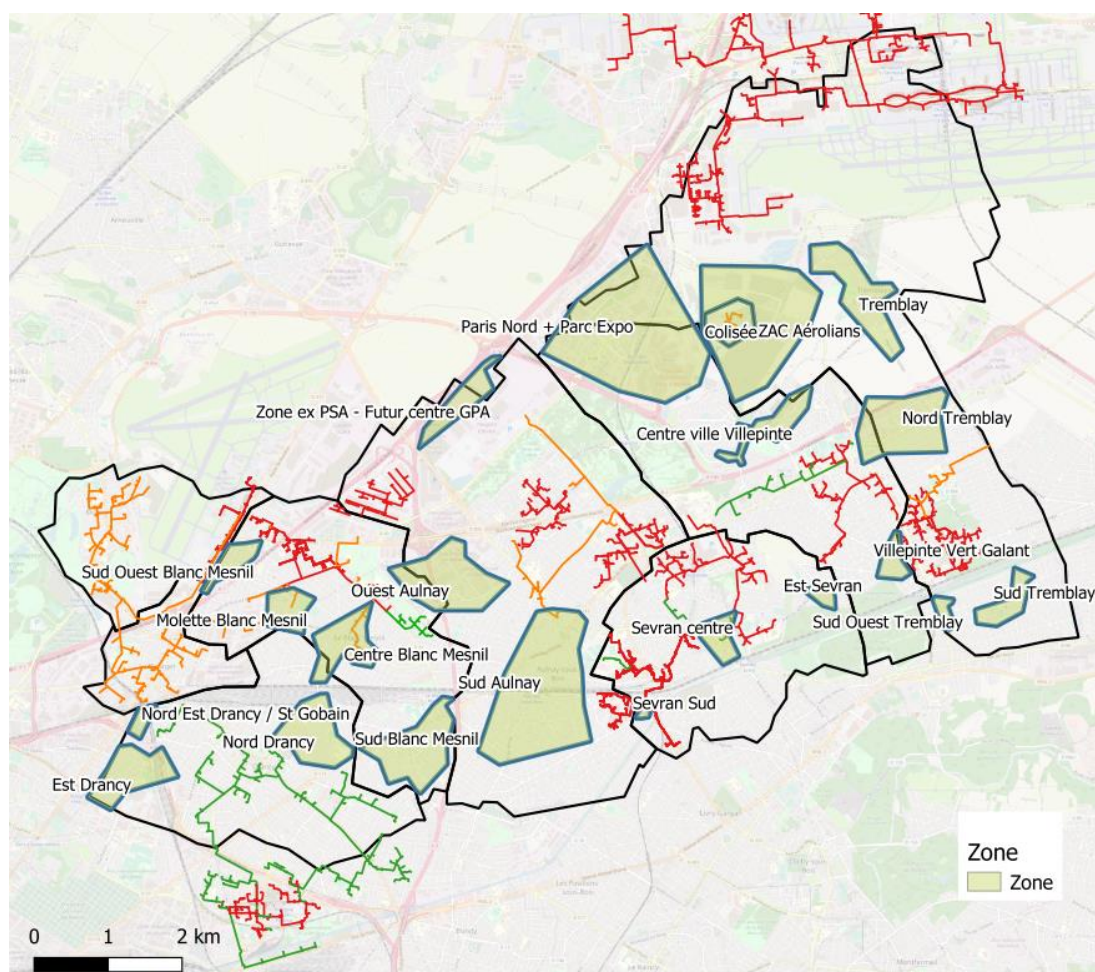 Tremblay
Paris Nord + Parc Expo
Colisée
ZAC Aérolians
Zone ex PSA - Futur centre GPA
Nord Tremblay
Centre ville Villepinte
Villepinte Vert Galant
Sud Ouest Blanc Mesnil
Ouest Aulnay
Est-Sevran
Sud Tremblay
Molette Blanc Mesnil
Sevran centre
Sud Ouest Tremblay
Centre Blanc Mesnil
Sud Aulnay
Sevran Sud
Nord Est Drancy / St Gobain
Nord Drancy
Sud Blanc Mesnil
Est Drancy
Zone
Zone
0 1 2 km